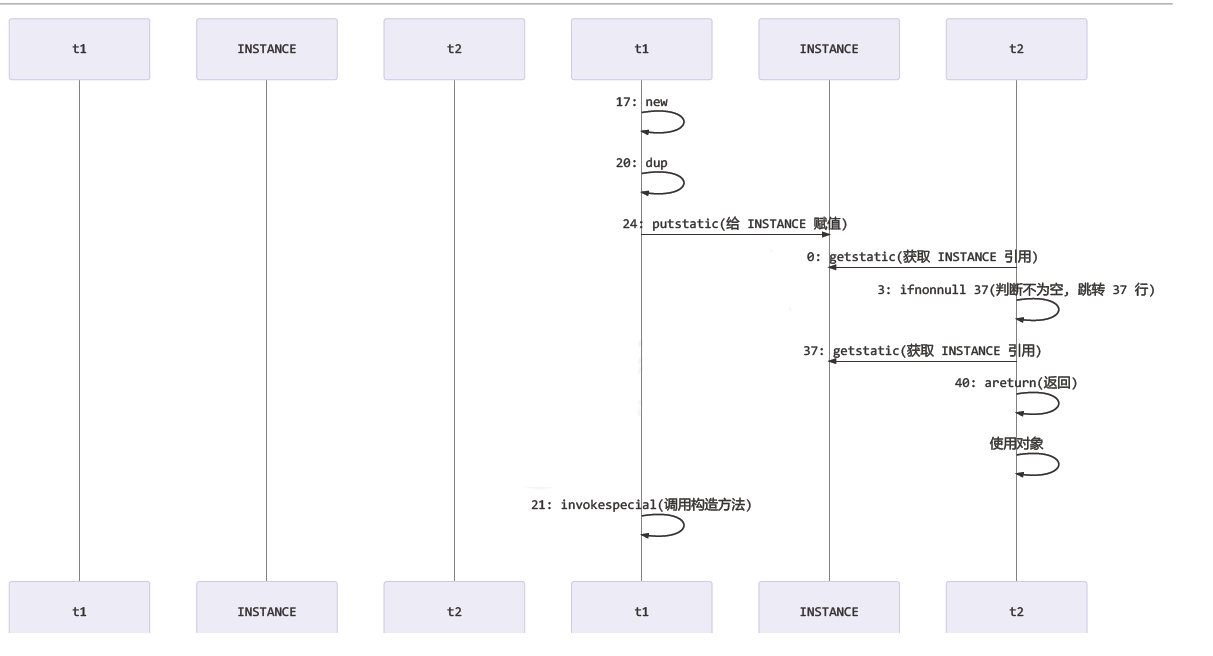 t1
INSTANCE
t2
t1
INSTANCE
t2
17: new
20: dup
24: putstatic(给 INSTANCE 赋值)
0: getstatic(获取 INSTANCE 引用)
3: ifnonnull 37(判断不为空, 跳转 37 行)
37: getstatic(获取 INSTANCE 引用)
40: areturn(返回)
使用对象
21: invokespecial(调用构造方法)
t1
INSTANCE
t2
t1
INSTANCE
t2